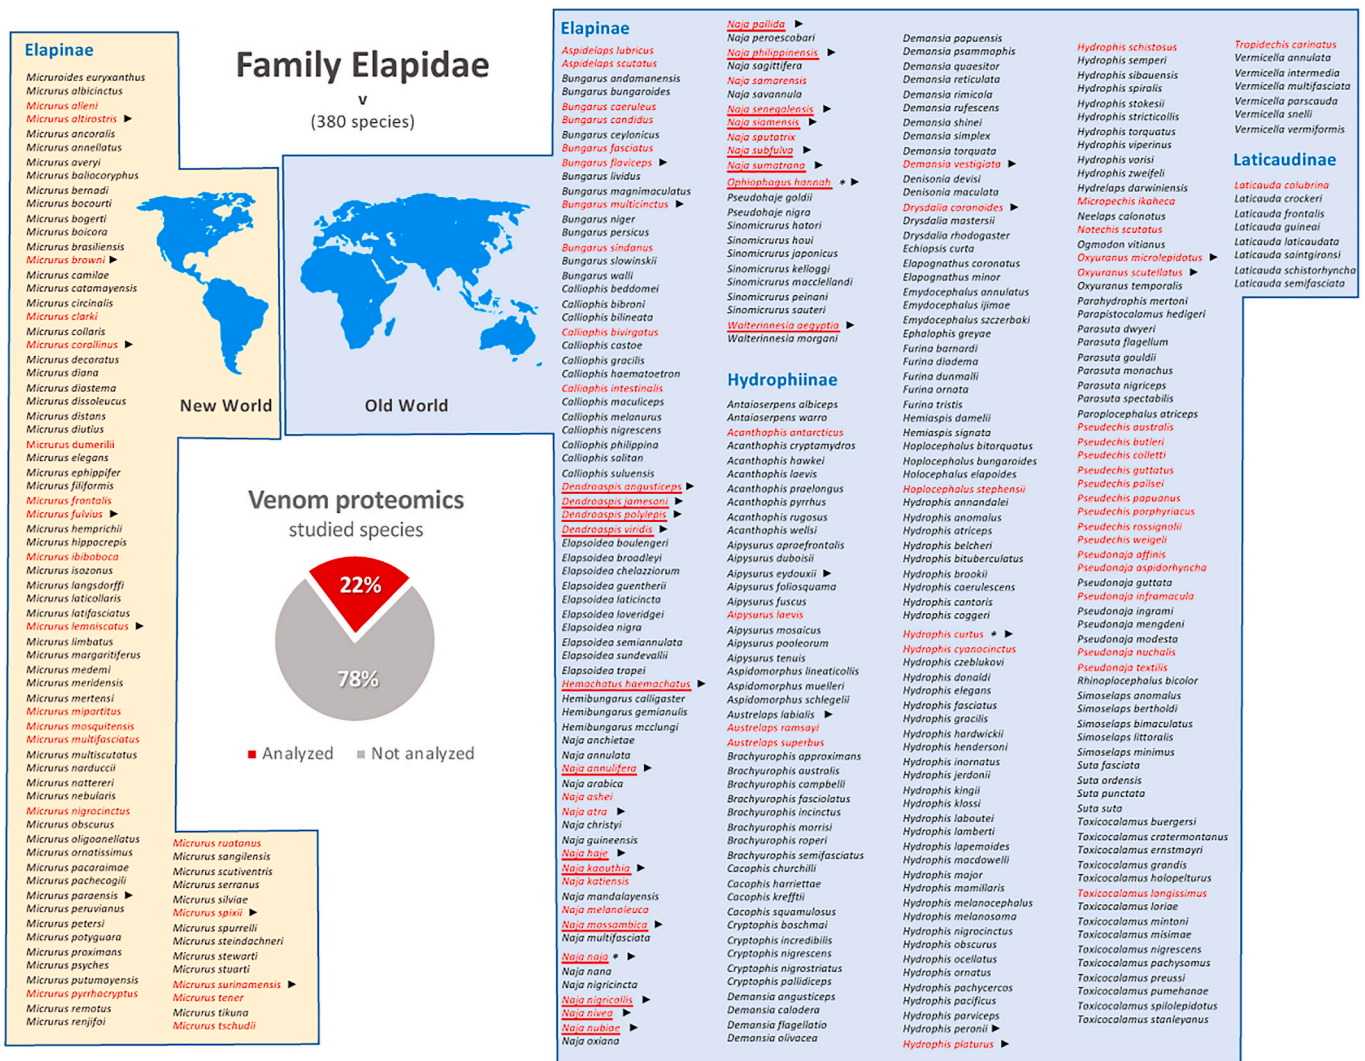 Family Elapidae
v
(380 species)
New World
Old World
Venom proteomics
studied species
22%
78%
Analyzed
Not analyzed
Elapinae
Micruroides euryxanthus
Micrurus albicinctus
Micrurus alleni
Micrurus altirostris ►
Micrurus ancoralis
Micrurus annellatus
Micrurus averyi
Micrurus baliocoryphus
Micrurus bernadi
Micrurus bocourti
Micrurus bogerti
Micrurus boicora
Micrurus brasiliensis
Micrurus browni ►
Micrurus camilae
Micrurus catamayensis
Micrurus circinalis
Micrurus clarki
Micrurus collaris
Micrurus corallinus ►
Micrurus decoratus
Micrurus diana
Micrurus diastema
Micrurus dissoleucus
Micrurus distans
Micrurus diutius
Micrurus dumerilii
Micrurus elegans
Micrurus ephippifer
Micrurus filiformis
Micrurus frontalis
Micrurus fulvius ►
Micrurus hemprichii
Micrurus hippocrepis
Micrurus ibiboboca
Micrurus isozonus
Micrurus langsdorffi
Micrurus laticollaris
Micrurus latifasciatus
Micrurus lemniscatus ►
Micrurus limbatus
Micrurus margaritiferus
Micrurus medemi
Micrurus meridensis
Micrurus mertensi
Micrurus mipartitus
Micrurus mosquitensis
Micrurus multifasciatus
Micrurus multiscutatus
Micrurus narduccii
Micrurus nattereri
Micrurus nebularis
Micrurus nigrocinctus
Micrurus obscurus
Micrurus oligoanellatus
Micrurus ornatissimus
Micrurus pacaraimae
Micrurus pachecogili
Micrurus paraensis ►
Micrurus peruvianus
Micrurus petersi
Micrurus potyguara
Micrurus proximans
Micrurus psyches
Micrurus putumayensis
Micrurus pyrrhocryptus
Micrurus remotus
Micrurus renjifoi
Micrurus ruatanus
Micrurus sangilensis
Micrurus scutiventris
Micrurus serranus
Micrurus silviae
Micrurus spixii ►
Micrurus spurrelli
Micrurus steindachneri
Micrurus stewarti
Micrurus stuarti
Micrurus surinamensis ►
Micrurus tener
Micrurus tikuna
Micrurus tschudii
Elapinae
Aspidelaps lubricus
Aspidelaps scutatus
Bungarus andamanensis
Bungarus bungaroides
Bungarus caeruleus
Bungarus candidus
Bungarus ceylonicus
Bungarus fasciatus
Bungarus flaviceps ►
Bungarus lividus
Bungarus magnimaculatus
Bungarus multicinctus ►
Bungarus niger
Bungarus persicus
Bungarus sindanus
Bungarus slowinskii
Bungarus walli
Calliophis beddomei
Calliophis bibroni
Calliophis bilineata
Calliophis bivirgatus
Calliophis castoe
Calliophis gracilis
Calliophis haematoetron
Calliophis intestinalis
Calliophis maculiceps
Calliophis melanurus
Calliophis nigrescens
Calliophis philippina
Calliophis salitan
Calliophis suluensis
Dendroaspis angusticeps ►
Dendroaspis jamesoni ►
Dendroaspis polylepis ►
Dendroaspis viridis ►
Elapsoidea boulengeri
Elapsoidea broadleyi
Elapsoidea chelazziorum
Elapsoidea guentherii
Elapsoidea laticincta
Elapsoidea loveridgei
Elapsoidea nigra
Elapsoidea semiannulata
Elapsoidea sundevallii
Elapsoidea trapei
Hemachatus haemachatus ►
Hemibungarus calligaster
Hemibungarus gemianulis
Hemibungarus mcclungi
Naja anchietae
Naja annulata
Naja annulifera ►
Naja arabica
Naja ashei
Naja atra ►
Naja christyi
Naja guineensis
Naja haje ►
Naja kaouthia ►
Naja katiensis
Naja mandalayensis
Naja melanoleuca
Naja mossambica ►
Naja multifasciata
Naja naja * ►
Naja nana
Naja nigricincta
Naja nigricollis ►
Naja nivea ►
Naja nubiae ►
Naja oxiana
Naja pallida ►
Naja peroescobari
Naja philippinensis ►
Naja sagittifera
Naja samarensis
Naja savannula
Naja senegalensis ►
Naja siamensis ►
Naja sputatrix
Naja subfulva ►
Naja sumatrana ►
Ophiophagus hannah * ►
Pseudohaje goldii
Pseudohaje nigra
Sinomicrurus hatori
Sinomicrurus houi
Sinomicrurus japonicus
Sinomicrurus kelloggi
Sinomicrurus macclellandi
Sinomicrurus peinani
Sinomicrurus sauteri
Walterinnesia aegyptia ►
Walterinnesia morgani
Hydrophiinae
Antaioserpens albiceps
Antaioserpens warro
Acanthophis antarcticus
Acanthophis cryptamydros
Acanthophis hawkei
Acanthophis laevis
Acanthophis praelongus
Acanthophis pyrrhus
Acanthophis rugosus
Acanthophis wellsi
Aipysurus apraefrontalis
Aipysurus duboisii
Aipysurus eydouxii ►
Aipysurus foliosquama
Aipysurus fuscus
Aipysurus laevis
Aipysurus mosaicus
Aipysurus pooleorum
Aipysurus tenuis
Aspidomorphus lineaticollis
Aspidomorphus muelleri
Aspidomorphus schlegelii
Austrelaps labialis ►
Austrelaps ramsayi
Austrelaps superbus
Brachyurophis approximans
Brachyurophis australis
Brachyurophis campbelli
Brachyurophis fasciolatus
Brachyurophis incinctus
Brachyurophis morrisi
Brachyurophis roperi
Brachyurophis semifasciatus
Cacophis churchilli
Cacophis harriettae
Cacophis krefftii
Cacophis squamulosus
Cryptophis boschmai
Cryptophis incredibilis
Cryptophis nigrescens
Cryptophis nigrostriatus
Cryptophis pallidiceps
Demansia angusticeps
Demansia calodera
Demansia flagellatio
Demansia olivacea
Demansia papuensis
Demansia psammophis
Demansia quaesitor
Demansia reticulata
Demansia rimicola
Demansia rufescens
Demansia shinei
Demansia simplex
Demansia torquata
Demansia vestigiata ►
Denisonia devisi
Denisonia maculata
Drysdalia coronoides ►
Drysdalia mastersii
Drysdalia rhodogaster
Echiopsis curta
Elapognathus coronatus
Elapognathus minor
Emydocephalus annulatus
Emydocephalus ijimae
Emydocephalus szczerbaki
Ephalophis greyae
Furina barnardi
Furina diadema
Furina dunmalli
Furina ornata
Furina tristis
Hemiaspis damelii
Hemiaspis signata
Hoplocephalus bitorquatus
Hoplocephalus bungaroides
Holocephalus elapoides
Hoplocephalus stephensii
Hydrophis annandalei
Hydrophis anomalus
Hydrophis atriceps
Hydrophis belcheri
Hydrophis bituberculatus
Hydrophis brookii
Hydrophis caerulescens
Hydrophis cantoris
Hydrophis coggeri
Hydrophis curtus * ►
Hydrophis cyanocinctus
Hydrophis czeblukovi
Hydrophis donaldi
Hydrophis elegans
Hydrophis fasciatus
Hydrophis gracilis
Hydrophis hardwickii
Hydrophis hendersoni
Hydrophis inornatus
Hydrophis jerdonii
Hydrophis kingii
Hydrophis klossi
Hydrophis laboutei
Hydrophis lamberti
Hydrophis lapemoides
Hydrophis macdowelli
Hydrophis major
Hydrophis mamillaris
Hydrophis melanocephalus
Hydrophis melanosoma
Hydrophis nigrocinctus
Hydrophis obscurus
Hydrophis ocellatus
Hydrophis ornatus
Hydrophis pachycercos
Hydrophis pacificus
Hydrophis parviceps
Hydrophis peronii ►
Hydrophis platurus ►
Hydrophis schistosus
Hydrophis semperi
Hydrophis sibauensis
Hydrophis spiralis
Hydrophis stokesii
Hydrophis stricticollis
Hydrophis torquatus
Hydrophis viperinus
Hydrophis vorisi
Hydrophis zweifeli
Hydrelaps darwiniensis
Micropechis ikaheca
Neelaps calonotus
Notechis scutatus
Ogmodon vitianus
Oxyuranus microlepidotus ►
Oxyuranus scutellatus ►
Oxyuranus temporalis
Parahydrophis mertoni
Parapistocalamus hedigeri
Parasuta dwyeri
Parasuta flagellum
Parasuta gouldii
Parasuta monachus
Parasuta nigriceps
Parasuta spectabilis
Paroplocephalus atriceps
Pseudechis australis
Pseudechis butleri
Pseudechis colletti
Pseudechis guttatus
Pseudechis pailsei
Pseudechis papuanus
Pseudechis porphyriacus
Pseudechis rossignolii
Pseudechis weigeli
Pseudonaja affinis
Pseudonaja aspidorhyncha
Pseudonaja guttata
Pseudonaja inframacula
Pseudonaja ingrami
Pseudonaja mengdeni
Pseudonaja modesta
Pseudonaja nuchalis
Pseudonaja textilis
Rhinoplocephalus bicolor
Simoselaps anomalus
Simoselaps bertholdi
Simoselaps bimaculatus
Simoselaps littoralis
Simoselaps minimus
Suta fasciata
Suta ordensis
Suta punctata
Suta suta
Toxicocalamus buergersi
Toxicocalamus cratermontanus
Toxicocalamus ernstmayri
Toxicocalamus grandis
Toxicocalamus holopelturus
Toxicocalamus longissimus
Toxicocalamus loriae
Toxicocalamus mintoni
Toxicocalamus misimae
Toxicocalamus nigrescens
Toxicocalamus pachysomus
Toxicocalamus preussi
Toxicocalamus pumehanae
Toxicocalamus spilolepidotus
Toxicocalamus stanleyanus
Tropidechis carinatus
Vermicella annulata
Vermicella intermedia
Vermicella multifasciata
Vermicella parscauda
Vermicella snelli
Vermicella vermiformis
Laticaudinae
Laticauda colubrina
Laticauda crockeri
Laticauda frontalis
Laticauda guineai
Laticauda laticaudata
Laticauda saintgironsi
Laticauda schistorhyncha
Laticauda semifasciata